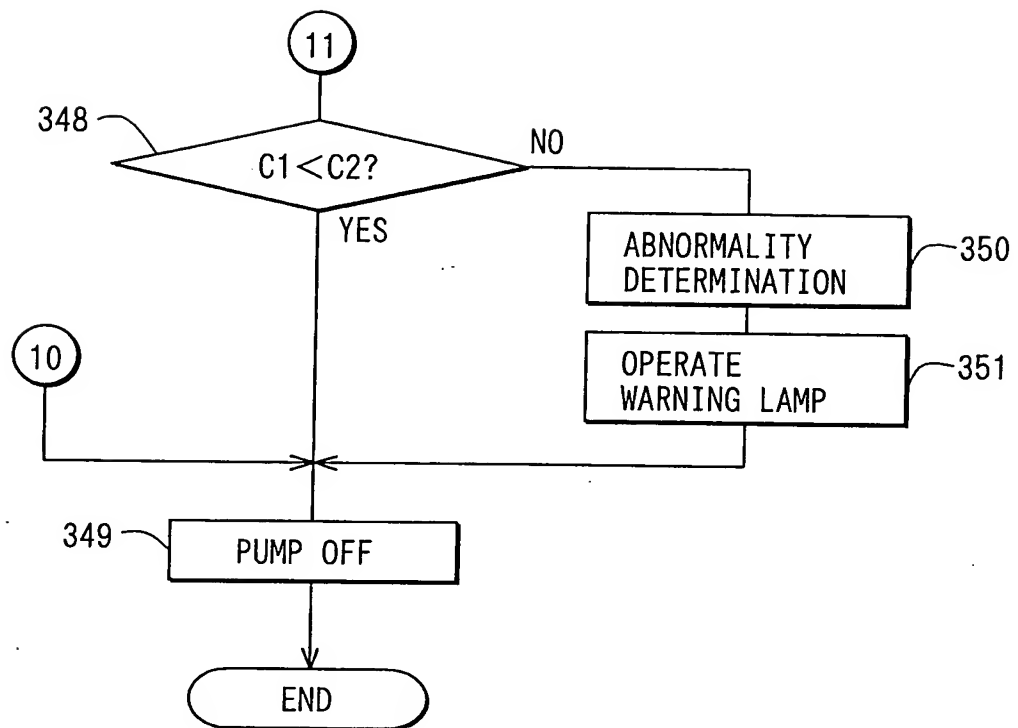 11
348
C1<C2?
NO
YES
ABNORMALITY
DETERMINATION
350
10
OPERATE
WARNING LAMP
351
349
PUMP OFF
END